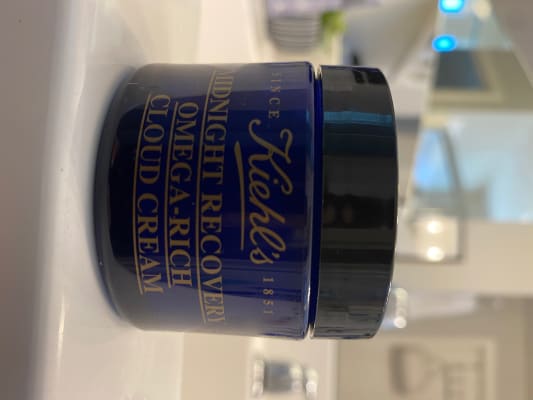 SINCE
Kiehl's
1851
MIDNIGHT RECOVERY
OMEGA-RICH
CLOUD CREAM